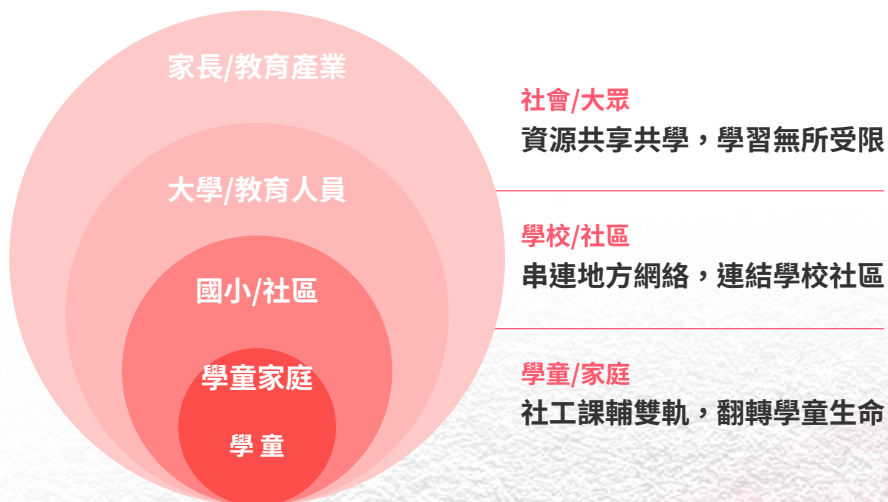 家長/教育產業
大學/教育人員
國小/社區
學童家庭
學童
社會/大眾
資源共享共學，學習無所受限
學校/社區
串連地方網絡，連結學校社區
學童/家庭
社工課輔雙軌，翻轉學童生命